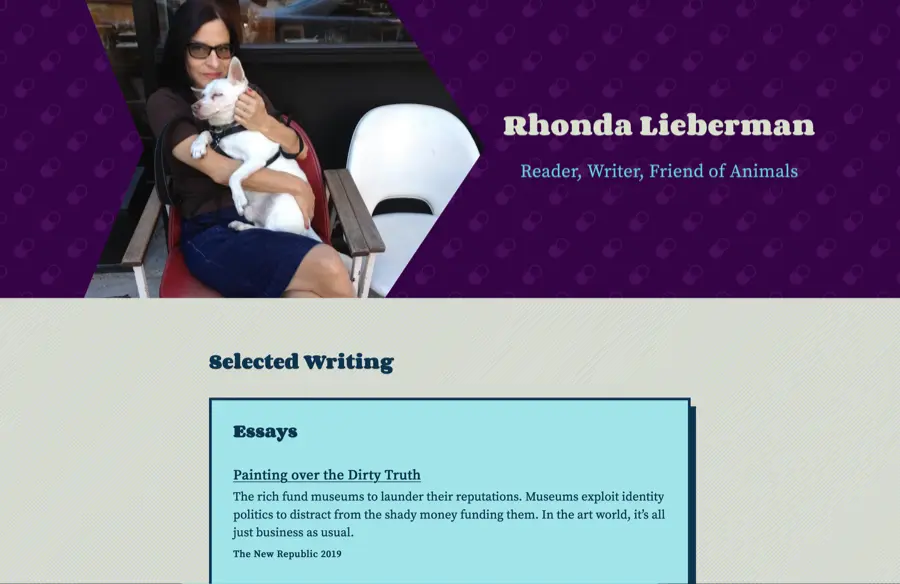 Rhonda Lieberman
Reader, Writer, Friend of Animals
Selected Writing
Essays
Painting over the Dirty Truth
The rich fund museums to launder their reputations. Museums exploit identity
politics to distract from the shady money funding them. In the art world, it’s all
just business as usual.
The New Republic 2019